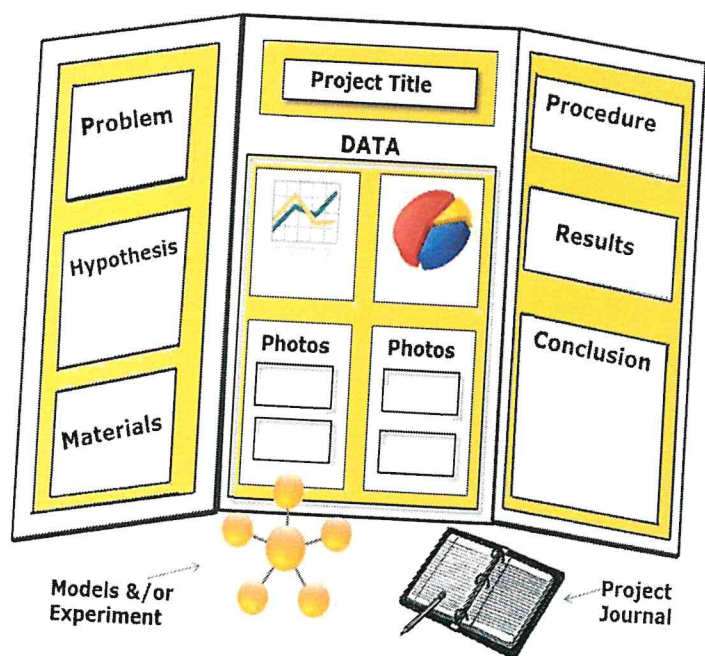 Problem
Hypothesis
Materials
Project Title
DATA
Photos
Photos
Procedure
Results
Conclusion
Models &/or
Experiment
Project
Journal